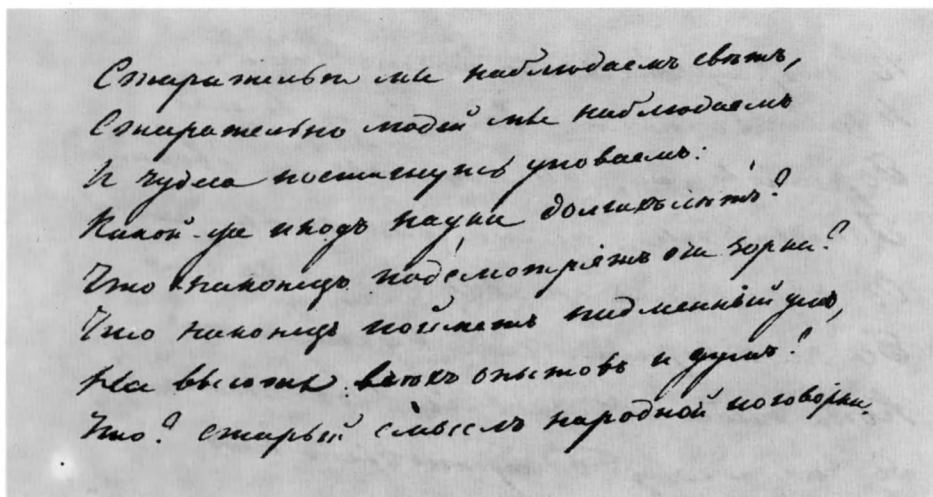 Старательно мы наблюдаемъ свѣтъ,
Старательно людей мы наблюдаемъ
И чудеса постигнуть уповаемъ:
Какой-же плодъ науки долгихъ лѣтъ?
Что наконецъ подсмотрятъ очи зорки?
Что наконецъ пойметъ надменный умъ,
На высотѣ всѣхъ опытовъ и думъ?
Что? старый смыслъ народной поговорки.